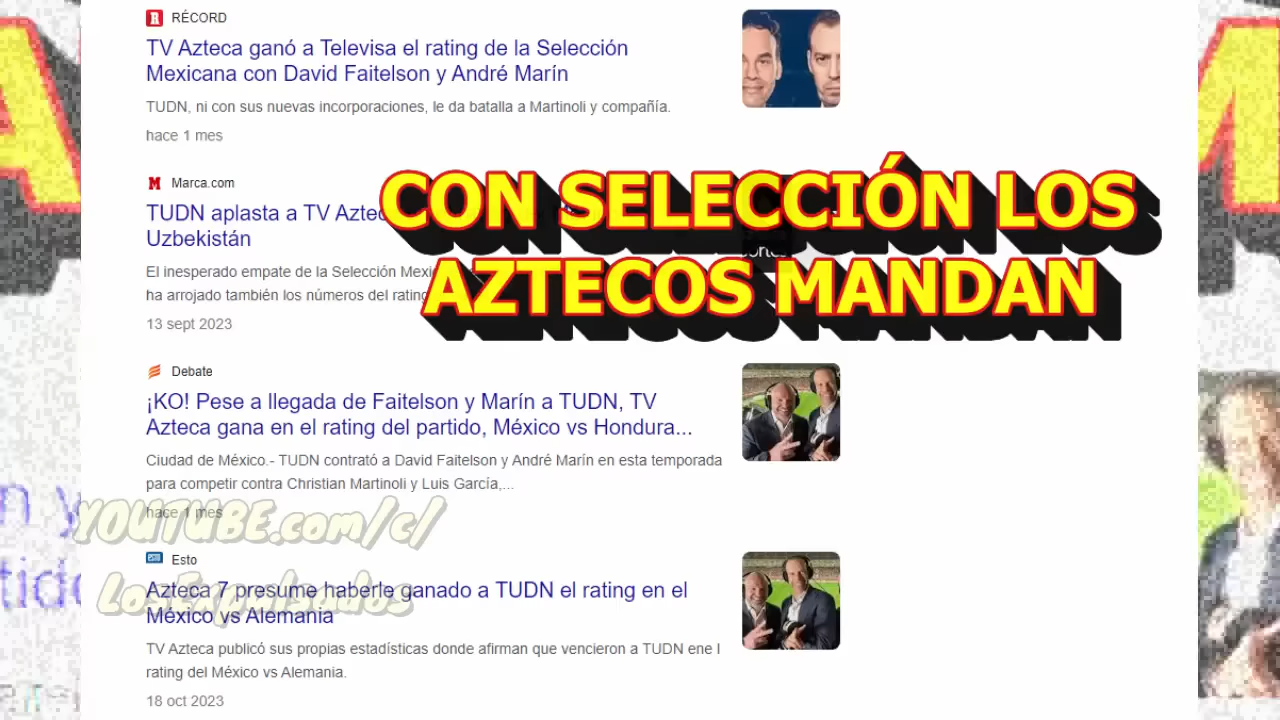 RÉCORD
TV Azteca ganó a Televisa el rating de la Selección
Mexicana con David Faitelson y André Marín
TUDN, ni con sus nuevas incorporaciones, le da batalla a Martinoli y compañía.
hace 1 mes
Marca.com
TUDN aplasta a TV Aztec
Uzbekistán
CON SELECCIÓN LOS
AZTECOS MANDAN
El inesperado empate de la Selección Mexi
ha arrojado también los números del rating
13 sept 2023
Debate
¡KO! Pese a llegada de Faitelson y Marín a TUDN, TV
Azteca gana en el rating del partido, México vs Hondura...
Ciudad de México.- TUDN contrató a David Faitelson y André Marín en esta temporada
para competir contra Christian Martinoli y Luis García,...
hace 1 mes
YOUTUBE.com/c/
LosExpulsados
Esto
Azteca 7 presume haberle ganado a TUDN el rating en el
México vs Alemania
TV Azteca publicó sus propias estadísticas donde afirman que vencieron a TUDN ene l
rating del México vs Alemania.
18 oct 2023